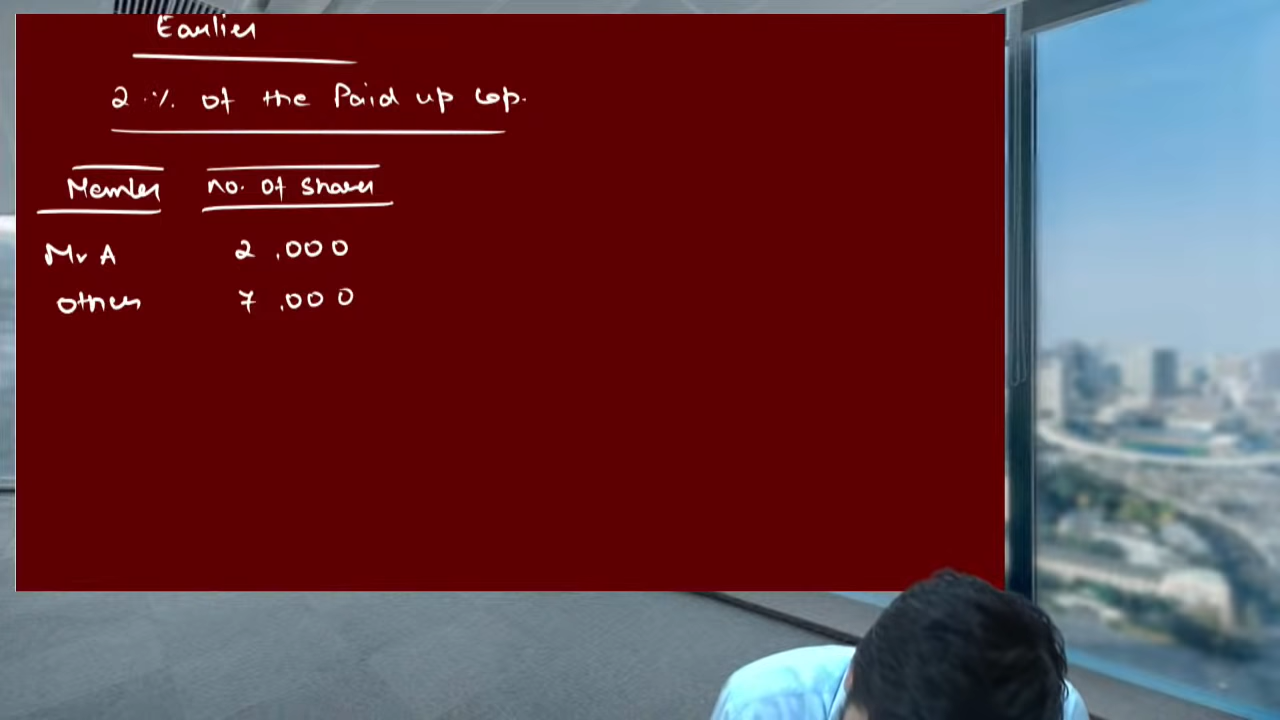 Earlier
2 % of the Paid up cap.
Member no. of shares
Mr A 2,000
others 7,000